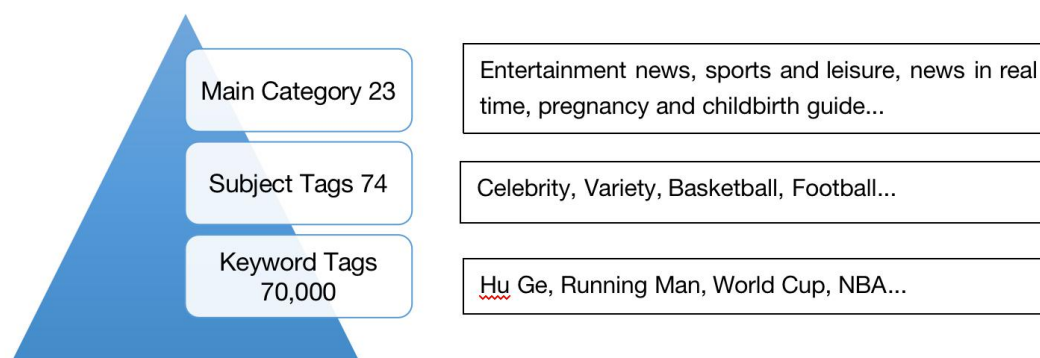 Main Category 23
Entertainment news, sports and leisure, news in real
time, pregnancy and childbirth guide...
Subject Tags 74
Celebrity, Variety, Basketball, Football...
Keyword Tags
70,000
Hu Ge, Running Man, World Cup, NBA...